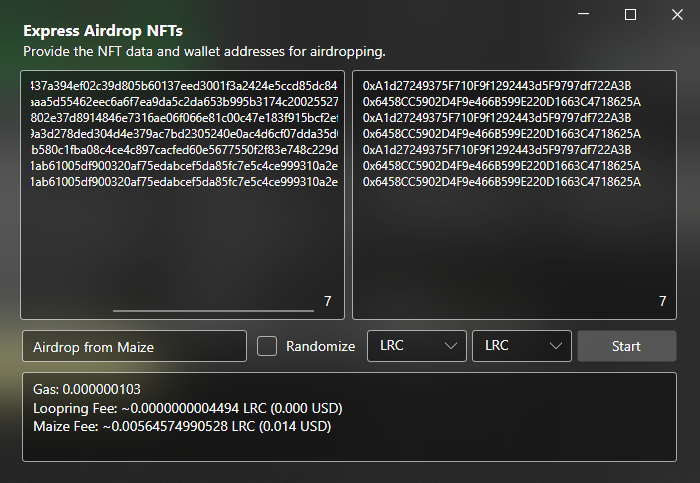 Express Airdrop NFTs
Provide the NFT data and wallet addresses for airdropping.
437a394ef02c39d805b60137eed3001f3a2424e5ccd85dc84
aaa5d55462eec6a6f7ea9da5c2da653b995b3174c20025527
802e37d8914846e7316ae06f066e81c00c47e183f915bcf2ef
9a3d278ded304d4e379ac7bd2305240e0ac4d6cf07dda35d
b580c1fba08c4ce4c897cacfed60e5677550f2f83e748c229d
1ab61005df900320af75edabcef5da85fc7e5c4ce999310a2e
1ab61005df900320af75edabcef5da85fc7e5c4ce999310a2e
7
0xA1d27249375F710F9f1292443d5F9797df722A3B
0x6458CC5902D4F9e466B599E220D1663C4718625A
0xA1d27249375F710F9f1292443d5F9797df722A3B
0x6458CC5902D4F9e466B599E220D1663C4718625A
0xA1d27249375F710F9f1292443d5F9797df722A3B
0x6458CC5902D4F9e466B599E220D1663C4718625A
0x6458CC5902D4F9e466B599E220D1663C4718625A
7
Airdrop from Maize
Randomize
LRC
LRC
Start
Gas: 0.000000103
Loopring Fee: ~0.0000000004494 LRC (0.000 USD)
Maize Fee: ~0.00564574990528 LRC (0.014 USD)